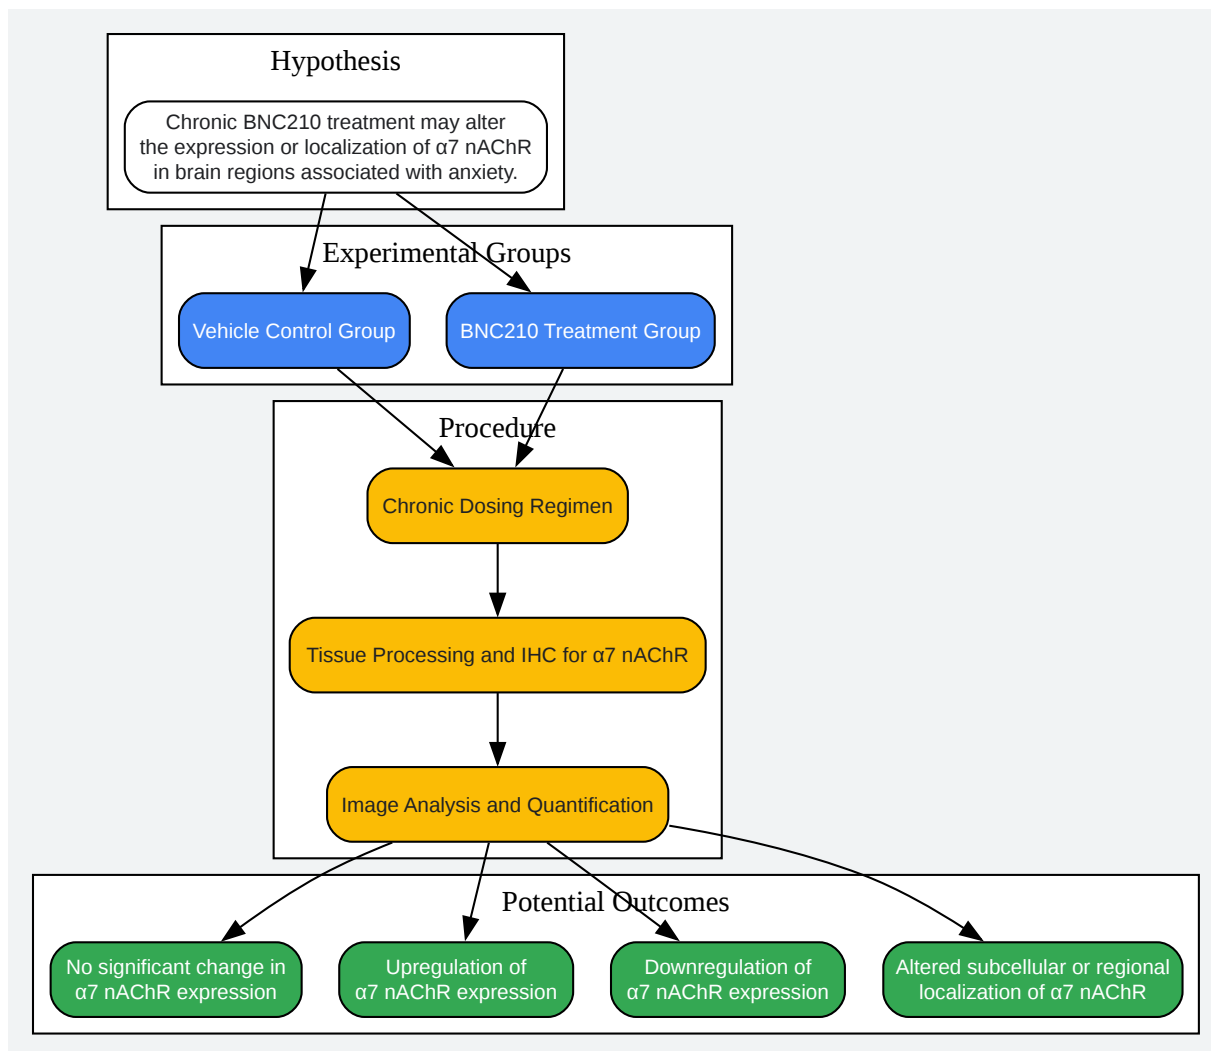 Hypothesis
Chronic BNC210 treatment may alter
the expression or localization of α7 nAChR
in brain regions associated with anxiety.
Experimental Groups
Vehicle Control Group
BNC210 Treatment Group
Procedure
Chronic Dosing Regimen
Tissue Processing and IHC for α7 nAChR
Image Analysis and Quantification
Potential Outcomes
No significant change in
α7 nAChR expression
Upregulation of
α7 nAChR expression
Downregulation of
α7 nAChR expression
Altered subcellular or regional
localization of α7 nAChR